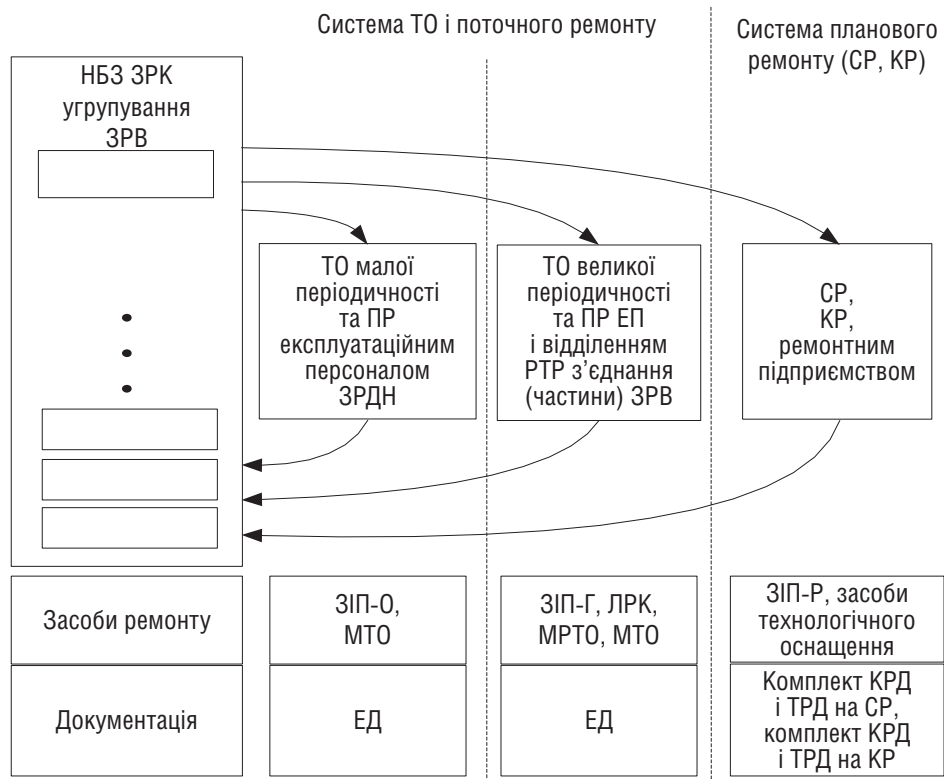 Система ТО і поточного ремонту
Система планового
ремонту (СР, КР)
НБЗ ЗРК
угрупування
ЗРВ
ТО малої
періодичності
та ПР
експлуатаційним
персоналом
ЗРДН
ТО великої
періодичності
та ПР ЕП
і відділенням
РТР з’єднання
(частини) ЗРВ
СР,
КР,
ремонтним
підприємством
Засоби ремонту
ЗІП-О,
МТО
ЗІП-Г, ЛРК,
МРТО, МТО
ЗІП-Р, засоби
технологічного
оснащення
Документація
ЕД
ЕД
Комплект КРД
і ТРД на СР,
комплект КРД
і ТРД на КР